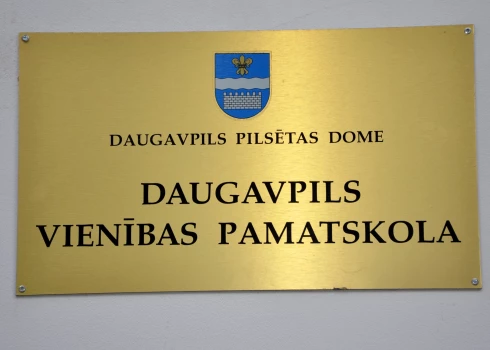 DAUGAVPILS PILSĒTAS DOME
DAUGAVPILS
VIENĪBAS PAMATSKOLA